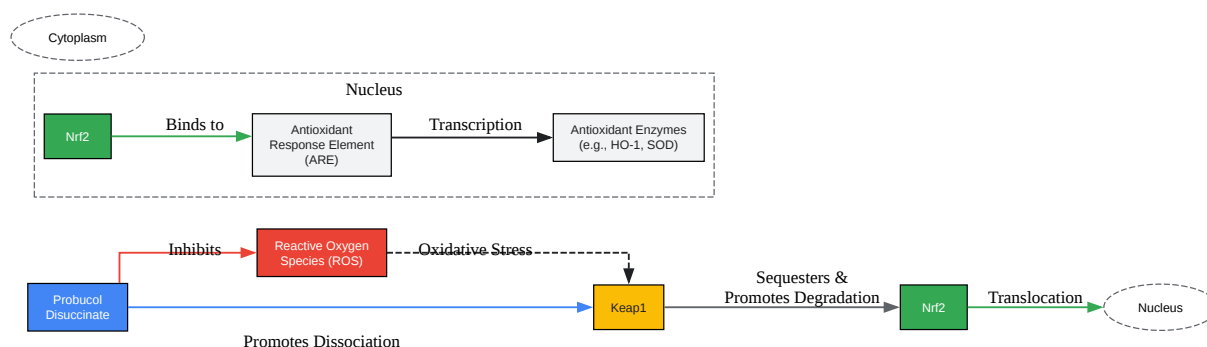 Cytoplasm
Nucleus
Nrf2
Binds to
Antioxidant
Response Element
(ARE)
Transcription
Antioxidant Enzymes
(e.g., HO-1, SOD)
Inhibits
Reactive Oxygen
Species (ROS)
Oxidative Stress
Probucol
Disuccinate
Promotes Dissociation
Keap1
Sequesters &
Promotes Degradation
Nrf2
Translocation
Nucleus